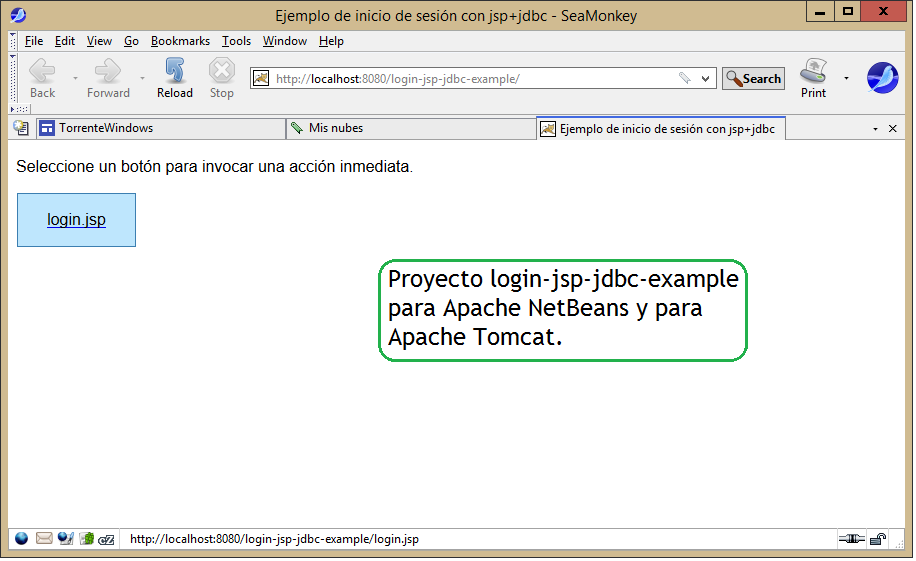 Ejemplo de inicio de sesión con jsp+jdbc - SeaMonkey
File Edit View Go Bookmarks Tools Window Help
Back Forward Reload Stop http://localhost:8080/login-jsp-jdbc-example/ Search Print
TorrenteWindows Mis nubes Ejemplo de inicio de sesión con jsp+jdbc
Seleccione un botón para invocar una acción inmediata.
login.jsp
Proyecto login-jsp-jdbc-example
para Apache NetBeans y para
Apache Tomcat.
http://localhost:8080/login-jsp-jdbc-example/login.jsp